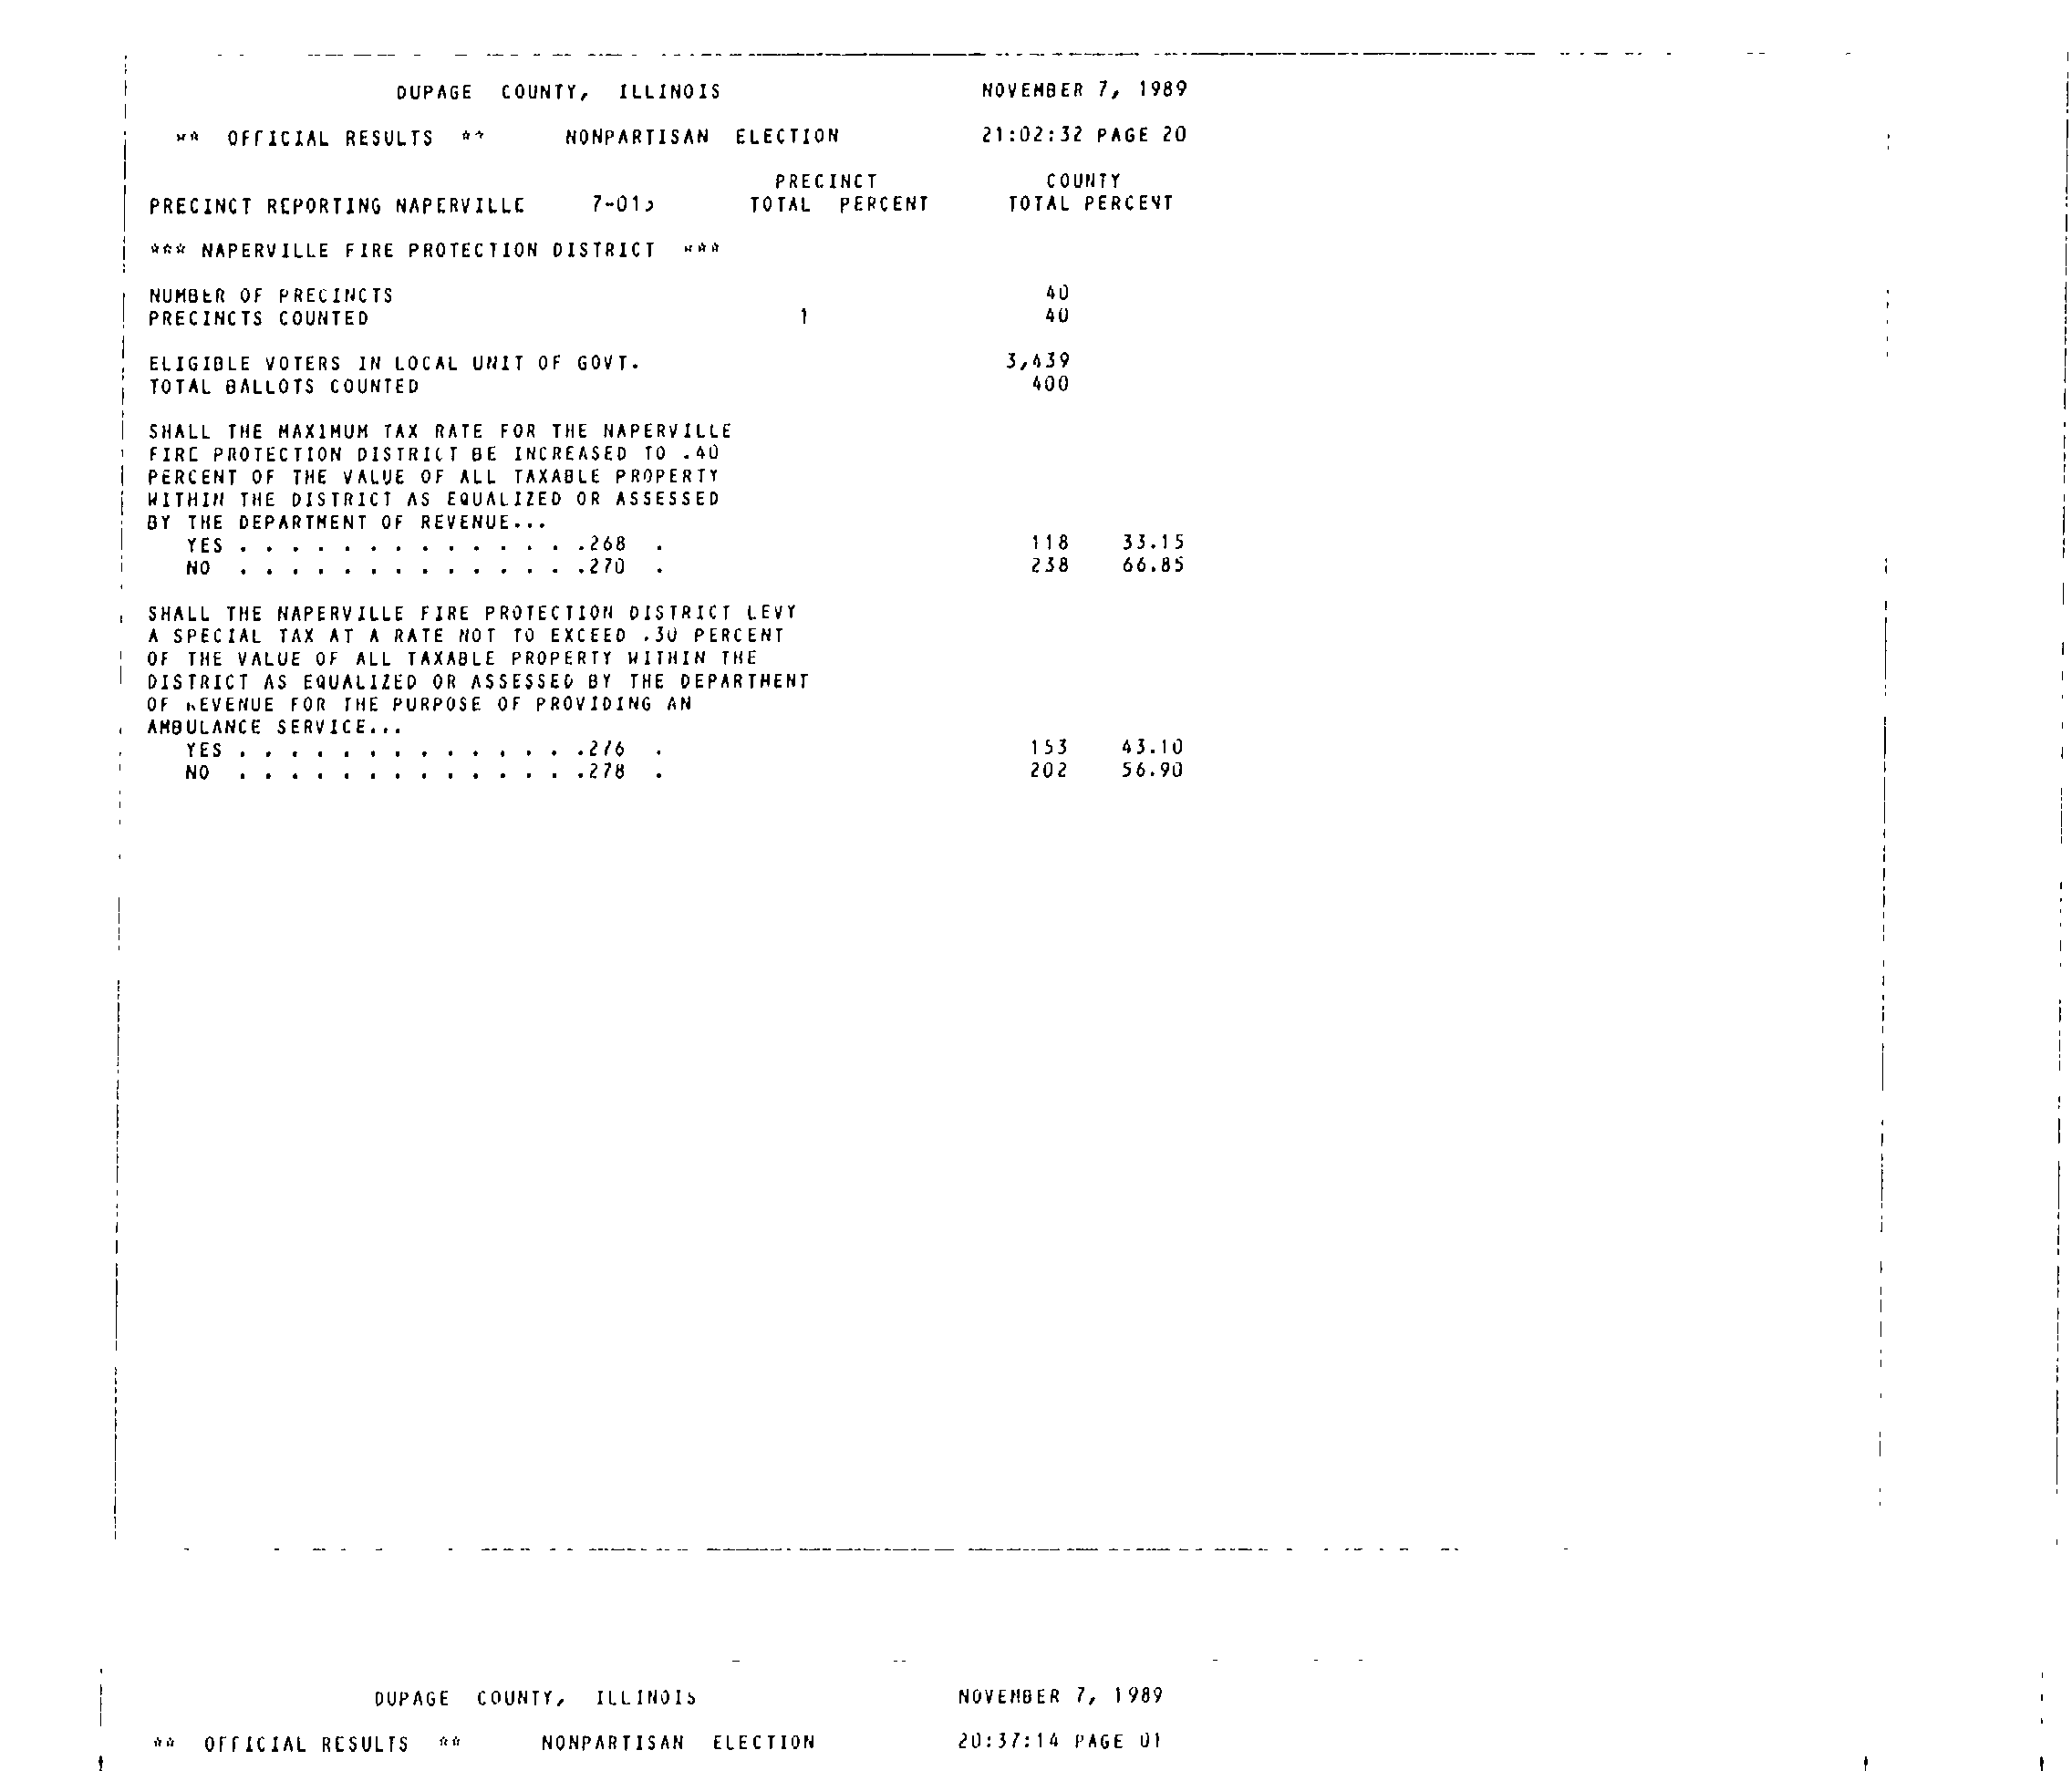 DUPAGE COUNTY, ILLINOIS NOVEMBER 7, 1989
** OFFICIAL RESULTS ** NONPARTISAN ELECTION 21:02:32 PAGE 20
PRECINCT COUNTY
PRECINCT REPORTING NAPERVILLE TOTAL PERCENT TOTAL PERCENT
*** NAPERVILLE FIRE PROTECTION DISTRICT ***
NUMBER OF PRECINCTS 40
PRECINCTS COUNTED 1 40
ELIGIBLE VOTERS IN LOCAL UNIT OF GOVT.
TOTAL BALLOTS COUNTED 400
SHALL THE MAXIMUM TAX RATE FOR THE NAPERVILLE
FIRE PROTECTION DISTRICT BE INCREASED TO .40
PERCENT OF THE VALUE OF ALL TAXABLE PROPERTY
WITHIN THE DISTRICT AS EQUALIZED OR ASSESSED
BY THE DEPARTMENT OF REVENUE...
YES . . . . . . . . . . . . . .268 . 118 33.15
NO . . . . . . . . . . . . . .270 . 238 66.85
SHALL THE NAPERVILLE FIRE PROTECTION DISTRICT LEVY
A SPECIAL TAX AT A RATE NOT TO EXCEED .30 PERCENT
OF THE VALUE OF ALL TAXABLE PROPERTY WITHIN THE
DISTRICT AS EQUALIZED OR ASSESSED BY THE DEPARTMENT
OF REVENUE FOR THE PURPOSE OF PROVIDING AN
AMBULANCE SERVICE...
YES . . . . . . . . . . . . . .276 . 153 43.10
NO . . . . . . . . . . . . . .278 . 202 56.90
DUPAGE COUNTY, ILLINOIS NOVEMBER 7, 1989
** OFFICIAL RESULTS ** NONPARTISAN ELECTION 20:37:14 PAGE 01